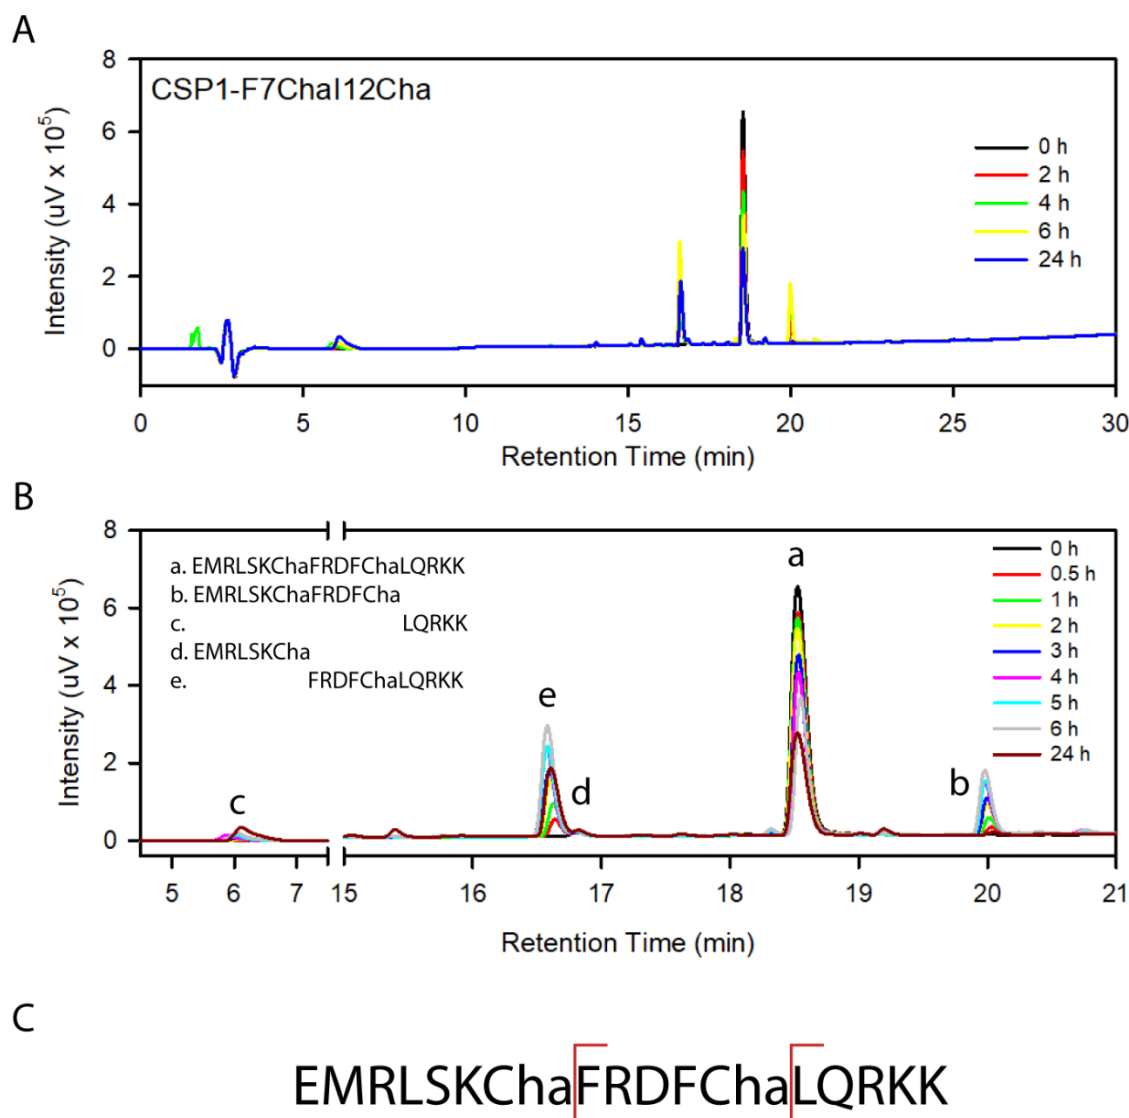 A
CSP1-F7ChaI12Cha
Intensity (uV x 10⁵)
8
6
4
2
0
0 h
2 h
4 h
6 h
24 h
0 5 10 15 20 25 30
Retention Time (min)
B
Intensity (uV x 10⁵)
8
6
4
2
0
a. EMRLSKChaFRDFChaLQRKK
b. EMRLSKChaFRDFCha
c. LQRKK
d. EMRLSKCha
e. FRDFChaLQRKK
a
e
d
c
b
0 h
0.5 h
1 h
2 h
3 h
4 h
5 h
6 h
24 h
5 6 7 15 16 17 18 19 20 21
Retention Time (min)
C
EMRLSKChaFRDFChaLQRKK